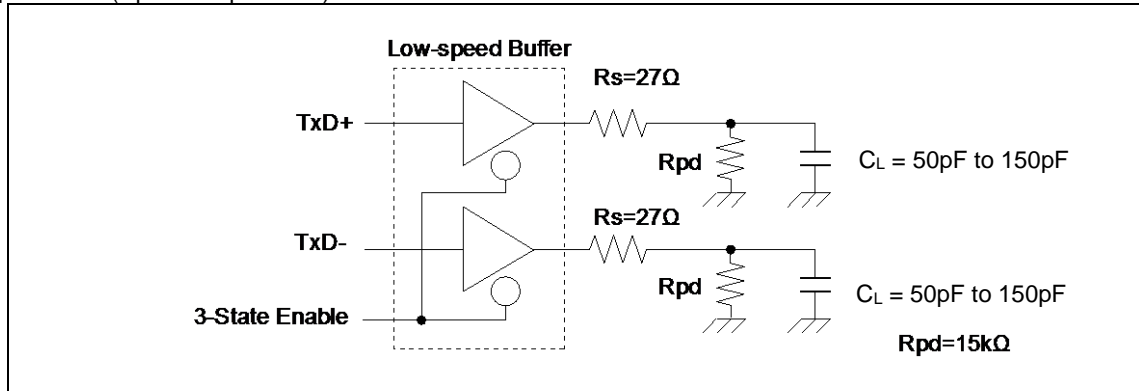 Low-speed Buffer
Rs=27Ω
TxD+
Rpd
CL = 50pF to 150pF
Rs=27Ω
TxD-
Rpd
CL = 50pF to 150pF
3-State Enable
Rpd=15kΩ